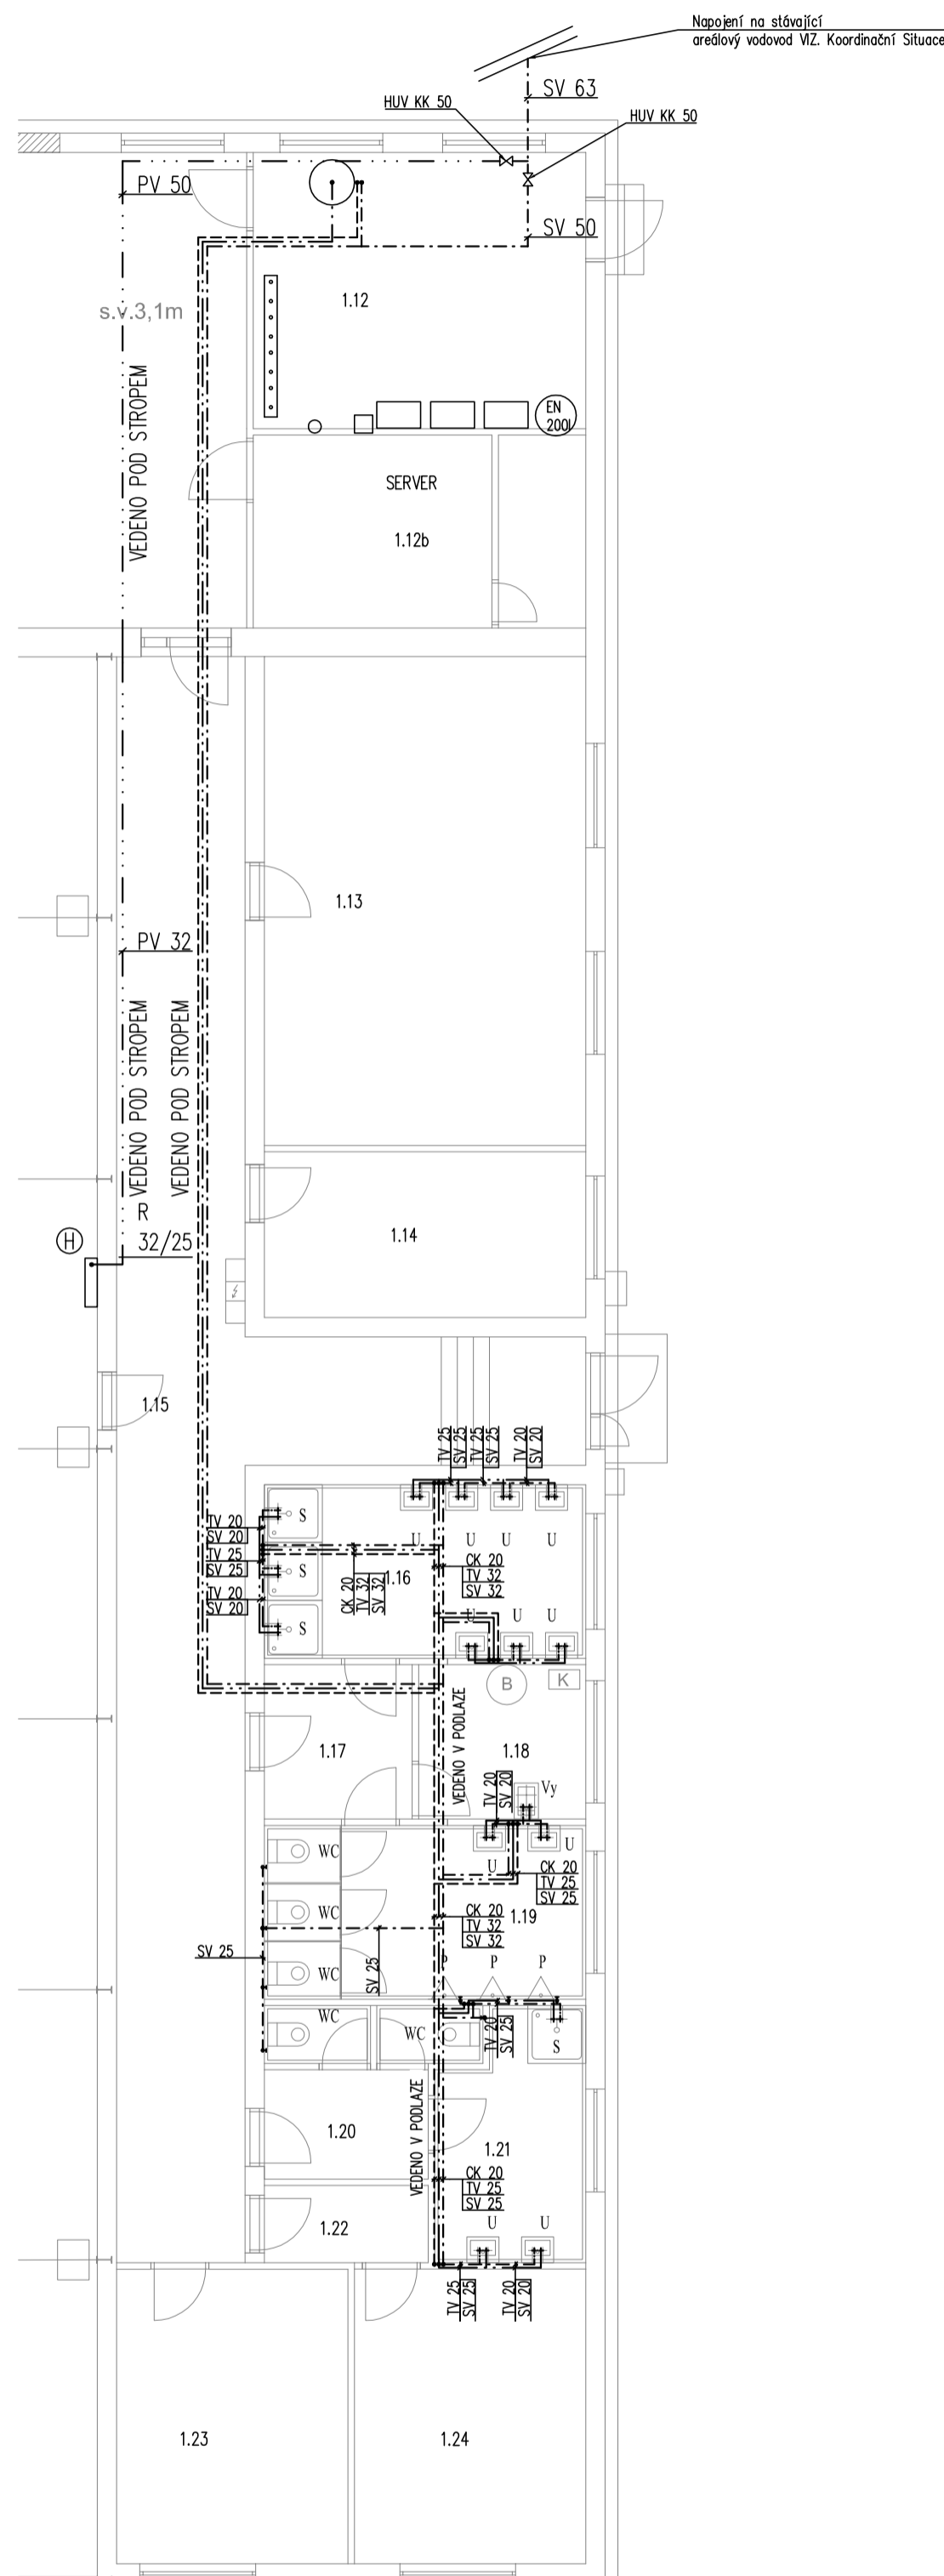 Napojení na stávající
areálový vodovod VIZ. Koordinační Situace
SV 63
HUV KK 50
HUV KK 50
PV 50
SV 50
1.12
s.v.3,1m
VEDENO POD STROPEM
EN
200l
SERVER
1.12b
1.13
PV 32
VEDENO POD STROPEM
VEDENO POD STROPEM
R
32/25
H
1.14
1.15
TV 25
SV 25
TV 25
SV 25
TV 20
SV 20
TV 20
SV 20
TV 25
SV 25
TV 20
SV 20
S
S
S
U
U
U
U
CK 20
TV 32
SV 32
1.16
CK 20
TV 32
SV 32
U
U
U
B
K
VEDENO V PODLAZE
1.17
1.18
TV 20
SV 20
Vy
WC
U
U
CK 20
TV 25
SV 25
WC
CK 20
TV 32
SV 32
1.19
SV 25
SV 25
WC
P
P
P
WC
WC
TV 20
SV 25
S
VEDENO V PODLAZE
1.20
1.21
CK 20
TV 25
SV 25
1.22
U
U
TV 25
SV 25
TV 20
SV 20
1.23
1.24